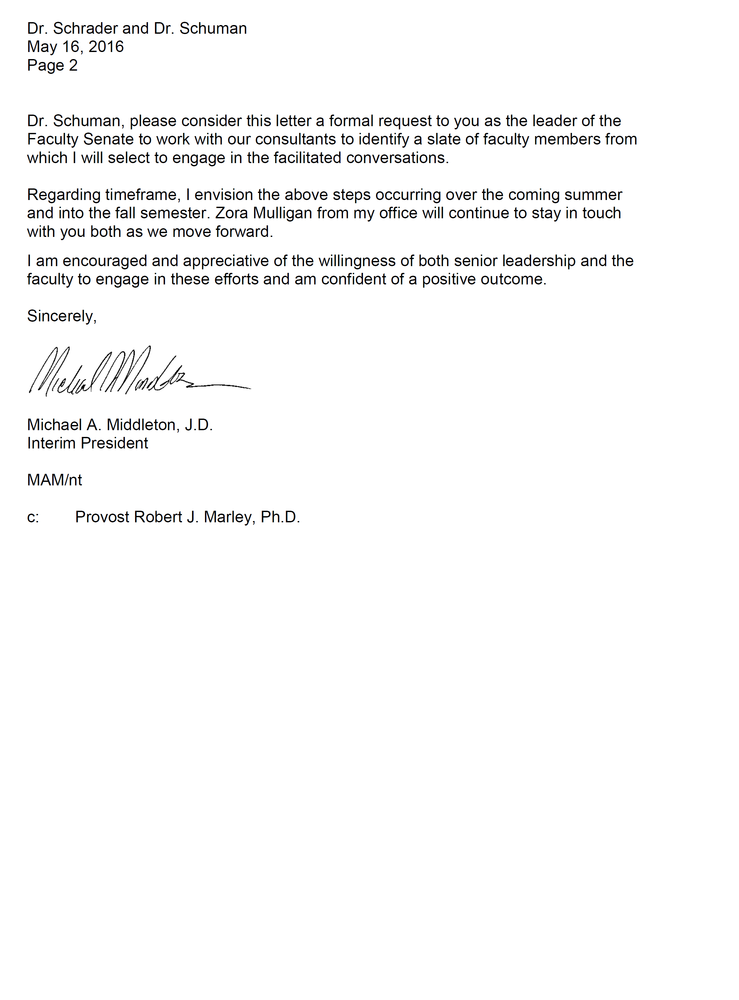 Dr. Schrader and Dr. Schuman
May 16, 2016
Page 2
Dr. Schuman, please consider this letter a formal request to you as the leader of the
Faculty Senate to work with our consultants to identify a slate of faculty members from
which I will select to engage in the facilitated conversations.
Regarding timeframe, I envision the above steps occurring over the coming summer
and into the fall semester. Zora Mulligan from my office will continue to stay in touch
with you both as we move forward.
I am encouraged and appreciative of the willingness of both senior leadership and the
faculty to engage in these efforts and am confident of a positive outcome.
Sincerely,
Michael A. Middleton, J.D.
Interim President
MAM/nt
c: Provost Robert J. Marley, Ph.D.